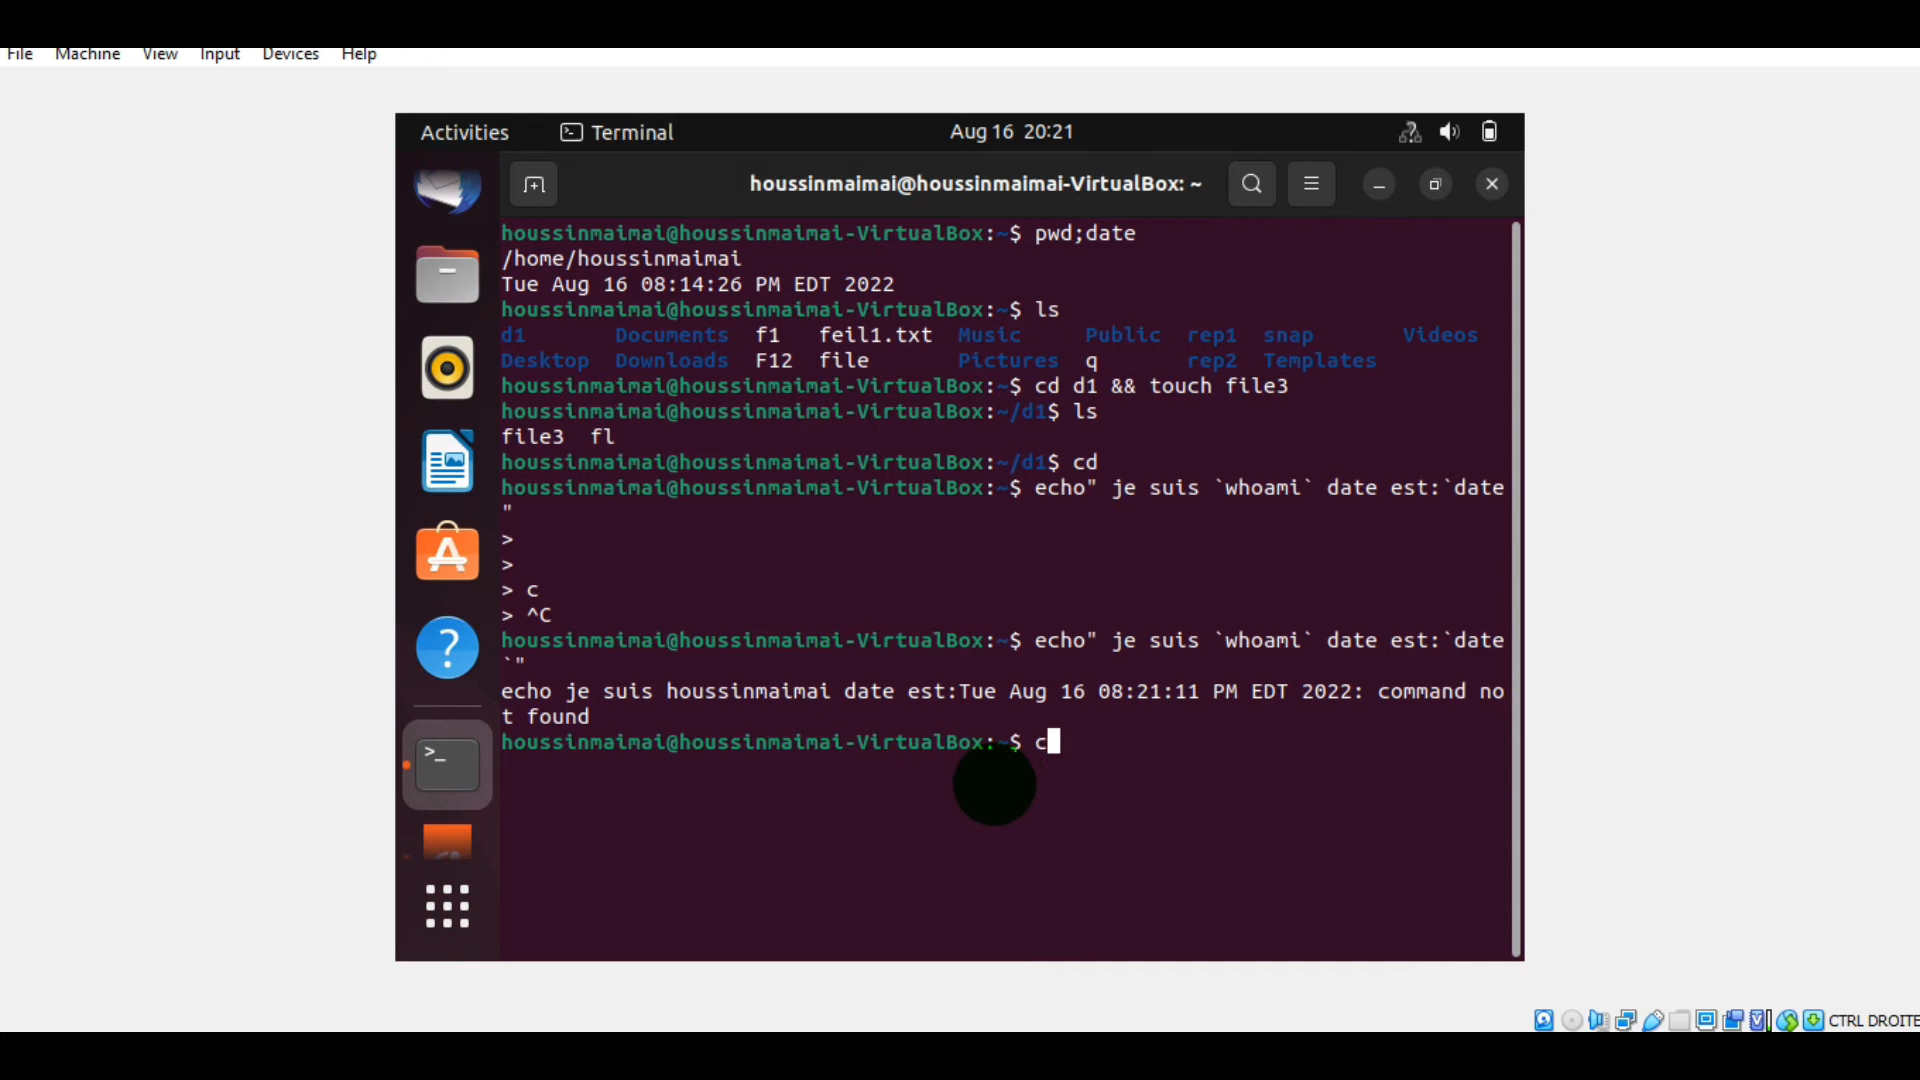 File Machine View Input Devices Help
Activities Terminal Aug 16 20:21
houssinmaimai@houssinmaimai-VirtualBox: ~
houssinmaimai@houssinmaimai-VirtualBox:~$ pwd;date
/home/houssinmaimai
Tue Aug 16 08:14:26 PM EDT 2022
houssinmaimai@houssinmaimai-VirtualBox:~$ ls
d1 Documents f1 feil1.txt Music Public rep1 snap Videos
Desktop Downloads F12 file Pictures q rep2 Templates
houssinmaimai@houssinmaimai-VirtualBox:~$ cd d1 && touch file3
houssinmaimai@houssinmaimai-VirtualBox:~/d1$ ls
file3 fl
houssinmaimai@houssinmaimai-VirtualBox:~/d1$ cd
houssinmaimai@houssinmaimai-VirtualBox:~$ echo" je suis `whoami` date est:`date
"
>
>
> c
> ^C
houssinmaimai@houssinmaimai-VirtualBox:~$ echo" je suis `whoami` date est:`date
`"
echo je suis houssinmaimai date est:Tue Aug 16 08:21:11 PM EDT 2022: command no
t found
houssinmaimai@houssinmaimai-VirtualBox:~$ c
CTRL DROITE